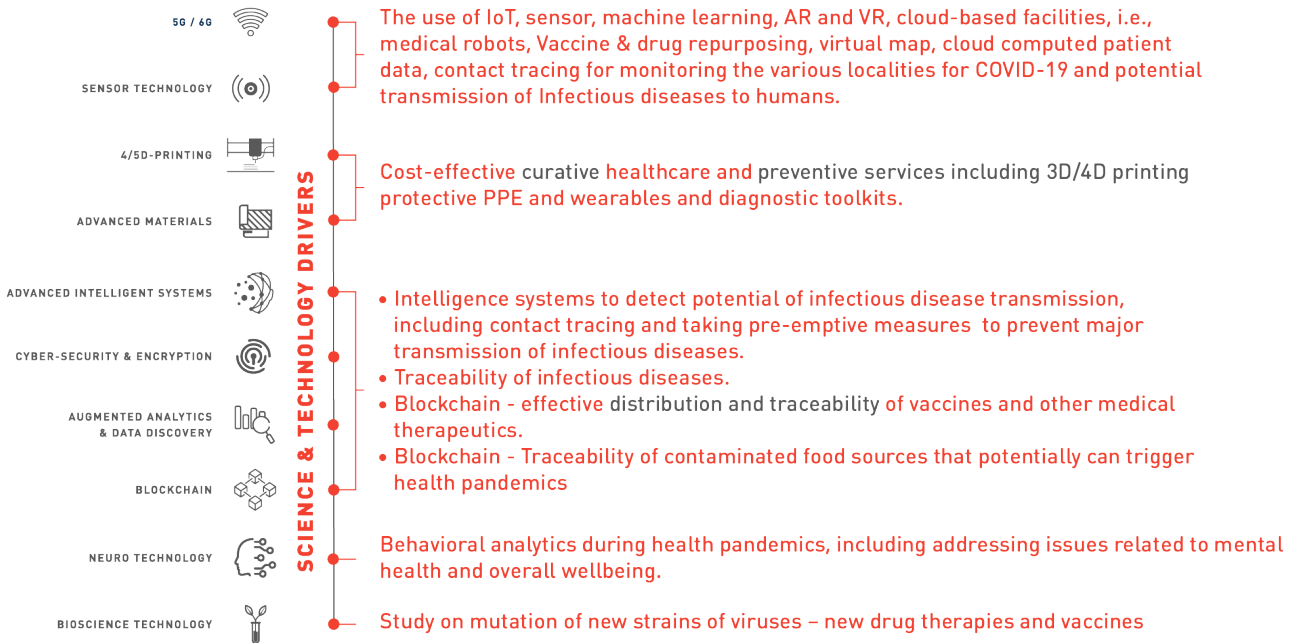 5G / 6G
SENSOR TECHNOLOGY
4/5D-PRINTING
ADVANCED MATERIALS
ADVANCED INTELLIGENT SYSTEMS
CYBER-SECURITY & ENCRYPTION
AUGMENTED ANALYTICS
& DATA DISCOVERY
BLOCKCHAIN
NEURO TECHNOLOGY
BIOSCIENCE TECHNOLOGY
SCIENCE & TECHNOLOGY DRIVERS
The use of IoT, sensor, machine learning, AR and VR, cloud-based facilities, i.e.,
medical robots, Vaccine & drug repurposing, virtual map, cloud computed patient
data, contact tracing for monitoring the various localities for COVID-19 and potential
transmission of Infectious diseases to humans.
Cost-effective curative healthcare and preventive services including 3D/4D printing
protective PPE and wearables and diagnostic toolkits.
• Intelligence systems to detect potential of infectious disease transmission,
including contact tracing and taking pre-emptive measures to prevent major
transmission of infectious diseases.
• Traceability of infectious diseases.
• Blockchain - effective distribution and traceability of vaccines and other medical
therapeutics.
• Blockchain - Traceability of contaminated food sources that potentially can trigger
health pandemics
Behavioral analytics during health pandemics, including addressing issues related to mental
health and overall wellbeing.
Study on mutation of new strains of viruses – new drug therapies and vaccines